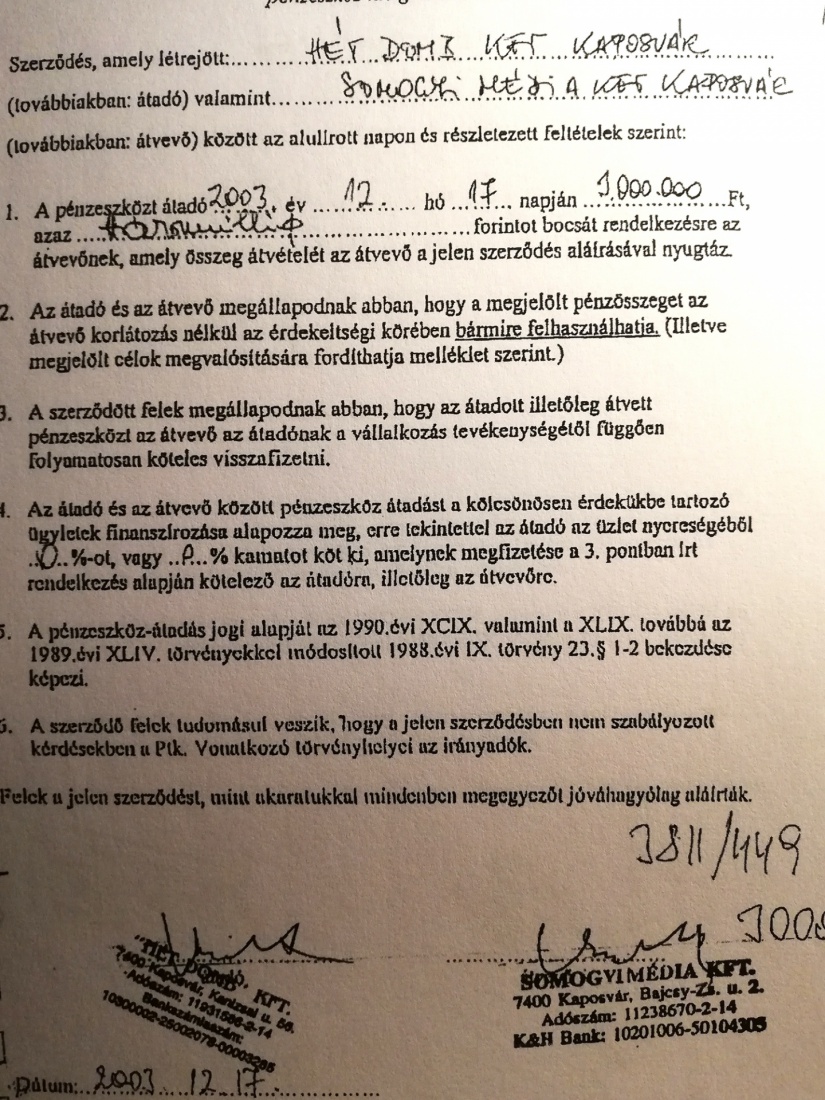 Szerződés, amely létrejött:......HÉT DOMB KFT KAPOSVÁR
(továbbiakban: átadó) valamint...SOMOGYI MÉDIA KFT KAPOSVÁR
(továbbiakban: átvevő) között az alulírott napon és részletezett feltételek szerint:
1. A pénzeszközt átadó 2003. év ....12..... hó ...17... napján ..........Ft,
azaz ..................forintot bocsát rendelkezésre az
átvevőnek, amely összeg átvételét az átvevő a jelen szerződés aláírásával nyugtáz.
2. Az átadó és az átvevő megállapodnak abban, hogy a megjelölt pénzösszeget az
átvevő korlátozás nélkül az érdekeltségi körében bármire felhasználhatja. (Illetve
megjelölt célok megvalósítására fordíthatja melléklet szerint.)
3. A szerződött felek megállapodnak abban, hogy az átadott illetőleg átvett
pénzeszközt az átvevő az átadónak a vállalkozás tevékenységétől függően
folyamatosan köteles visszafizetni.
4. Az átadó és az átvevő között pénzeszköz átadást a kölcsönösen érdekükbe tartozó
ügyletek finanszírozása alapozza meg, erre tekintettel az átadó az üzlet nyereségéből
..0..%-ot, vagy ..0..% kamatot köt ki, amelynek megfizetése a 3. pontban írt
rendelkezés alapján kötelező az átadóra, illetőleg az átvevőre.
5. A pénzeszköz-átadás jogi alapját az 1990.évi XCIX. valamint a XLIX. továbbá az
1989.évi XLIV. törvényekkel módosított 1988.évi IX. törvény 23.§ 1-2 bekezdése
képezi.
6. A szerződő felek tudomásul veszik, hogy a jelen szerződésben nem szabályozott
kérdésekben a Ptk. Vonatkozó törvényhelyei az irányadók.
Felek a jelen szerződést, mint akaratukkal mindenben megegyezőt jóváhagyólag aláírták.
3811/449
KFT.
7400 Kaposvár, Kanizsai u.
Adószám: 11931586-2-14
Bankszámlaszám:
SOMOGYI MÉDIA KFT.
7400 Kaposvár, Bajcsy-Zs. u. 2.
Adószám: 11238670-2-14
K&H Bank: 10201006-50104305
Dátum:..2003..12.17.................